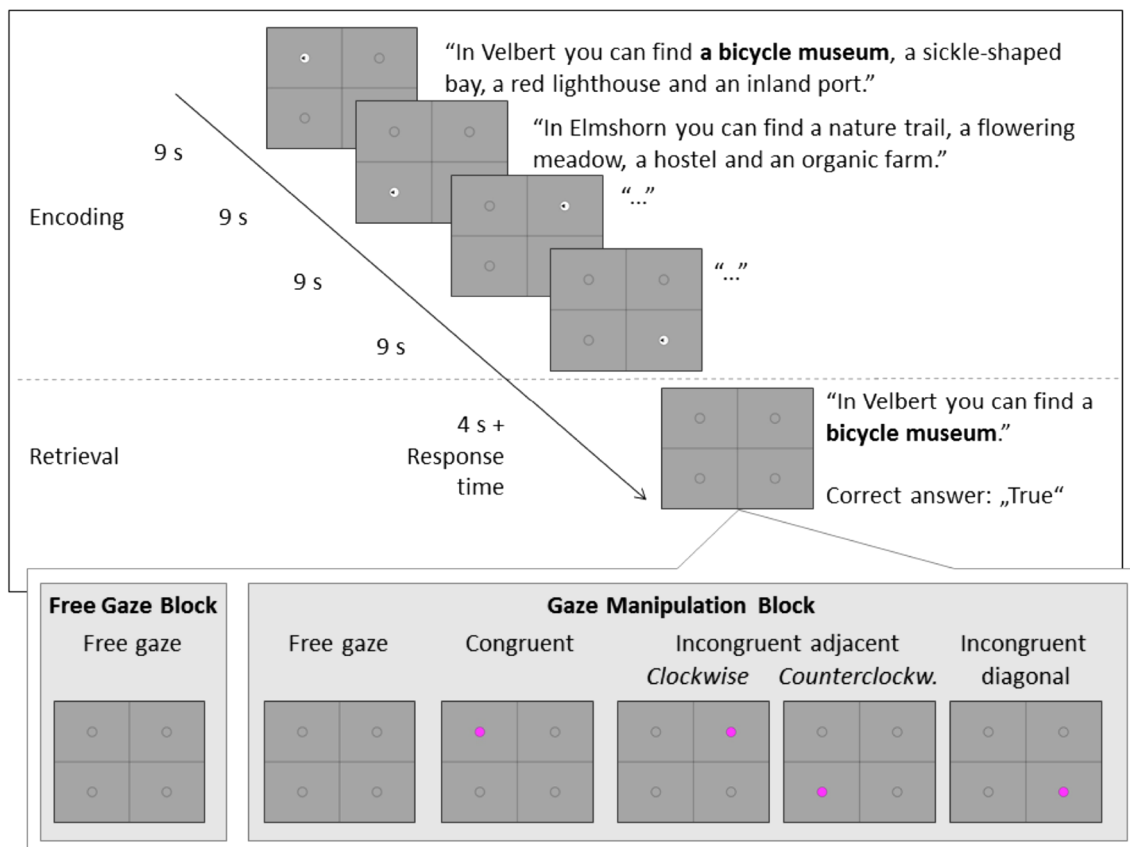 “In Velbert you can find a bicycle museum, a sickle-shaped
bay, a red lighthouse and an inland port.”
“In Elmshorn you can find a nature trail, a flowering
meadow, a hostel and an organic farm.”
9 s
“...”
Encoding
9 s
“...”
9 s
9 s
“In Velbert you can find a
bicycle museum.”
4 s +
Retrieval
Response
time
Correct answer: „True“
Free Gaze Block
Gaze Manipulation Block
Free gaze
Free gaze
Congruent
Incongruent adjacent
Incongruent
Clockwise
Counterclockw.
diagonal